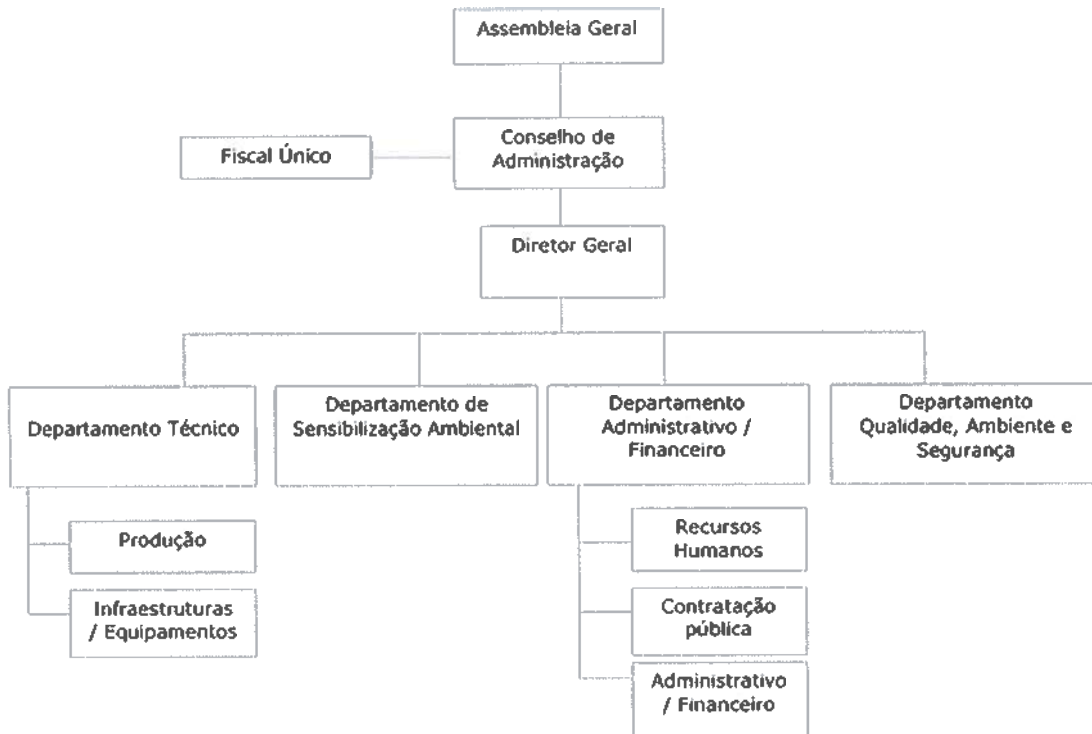 Assembleia Geral
Fiscal Único
Conselho de
Administração
Diretor Geral
Departamento Técnico
Departamento de
Sensibilização Ambiental
Departamento
Administrativo /
Financeiro
Departamento
Qualidade, Ambiente e
Segurança
Produção
Infraestruturas
/ Equipamentos
Recursos
Humanos
Contratação
pública
Administrativo
/ Financeiro